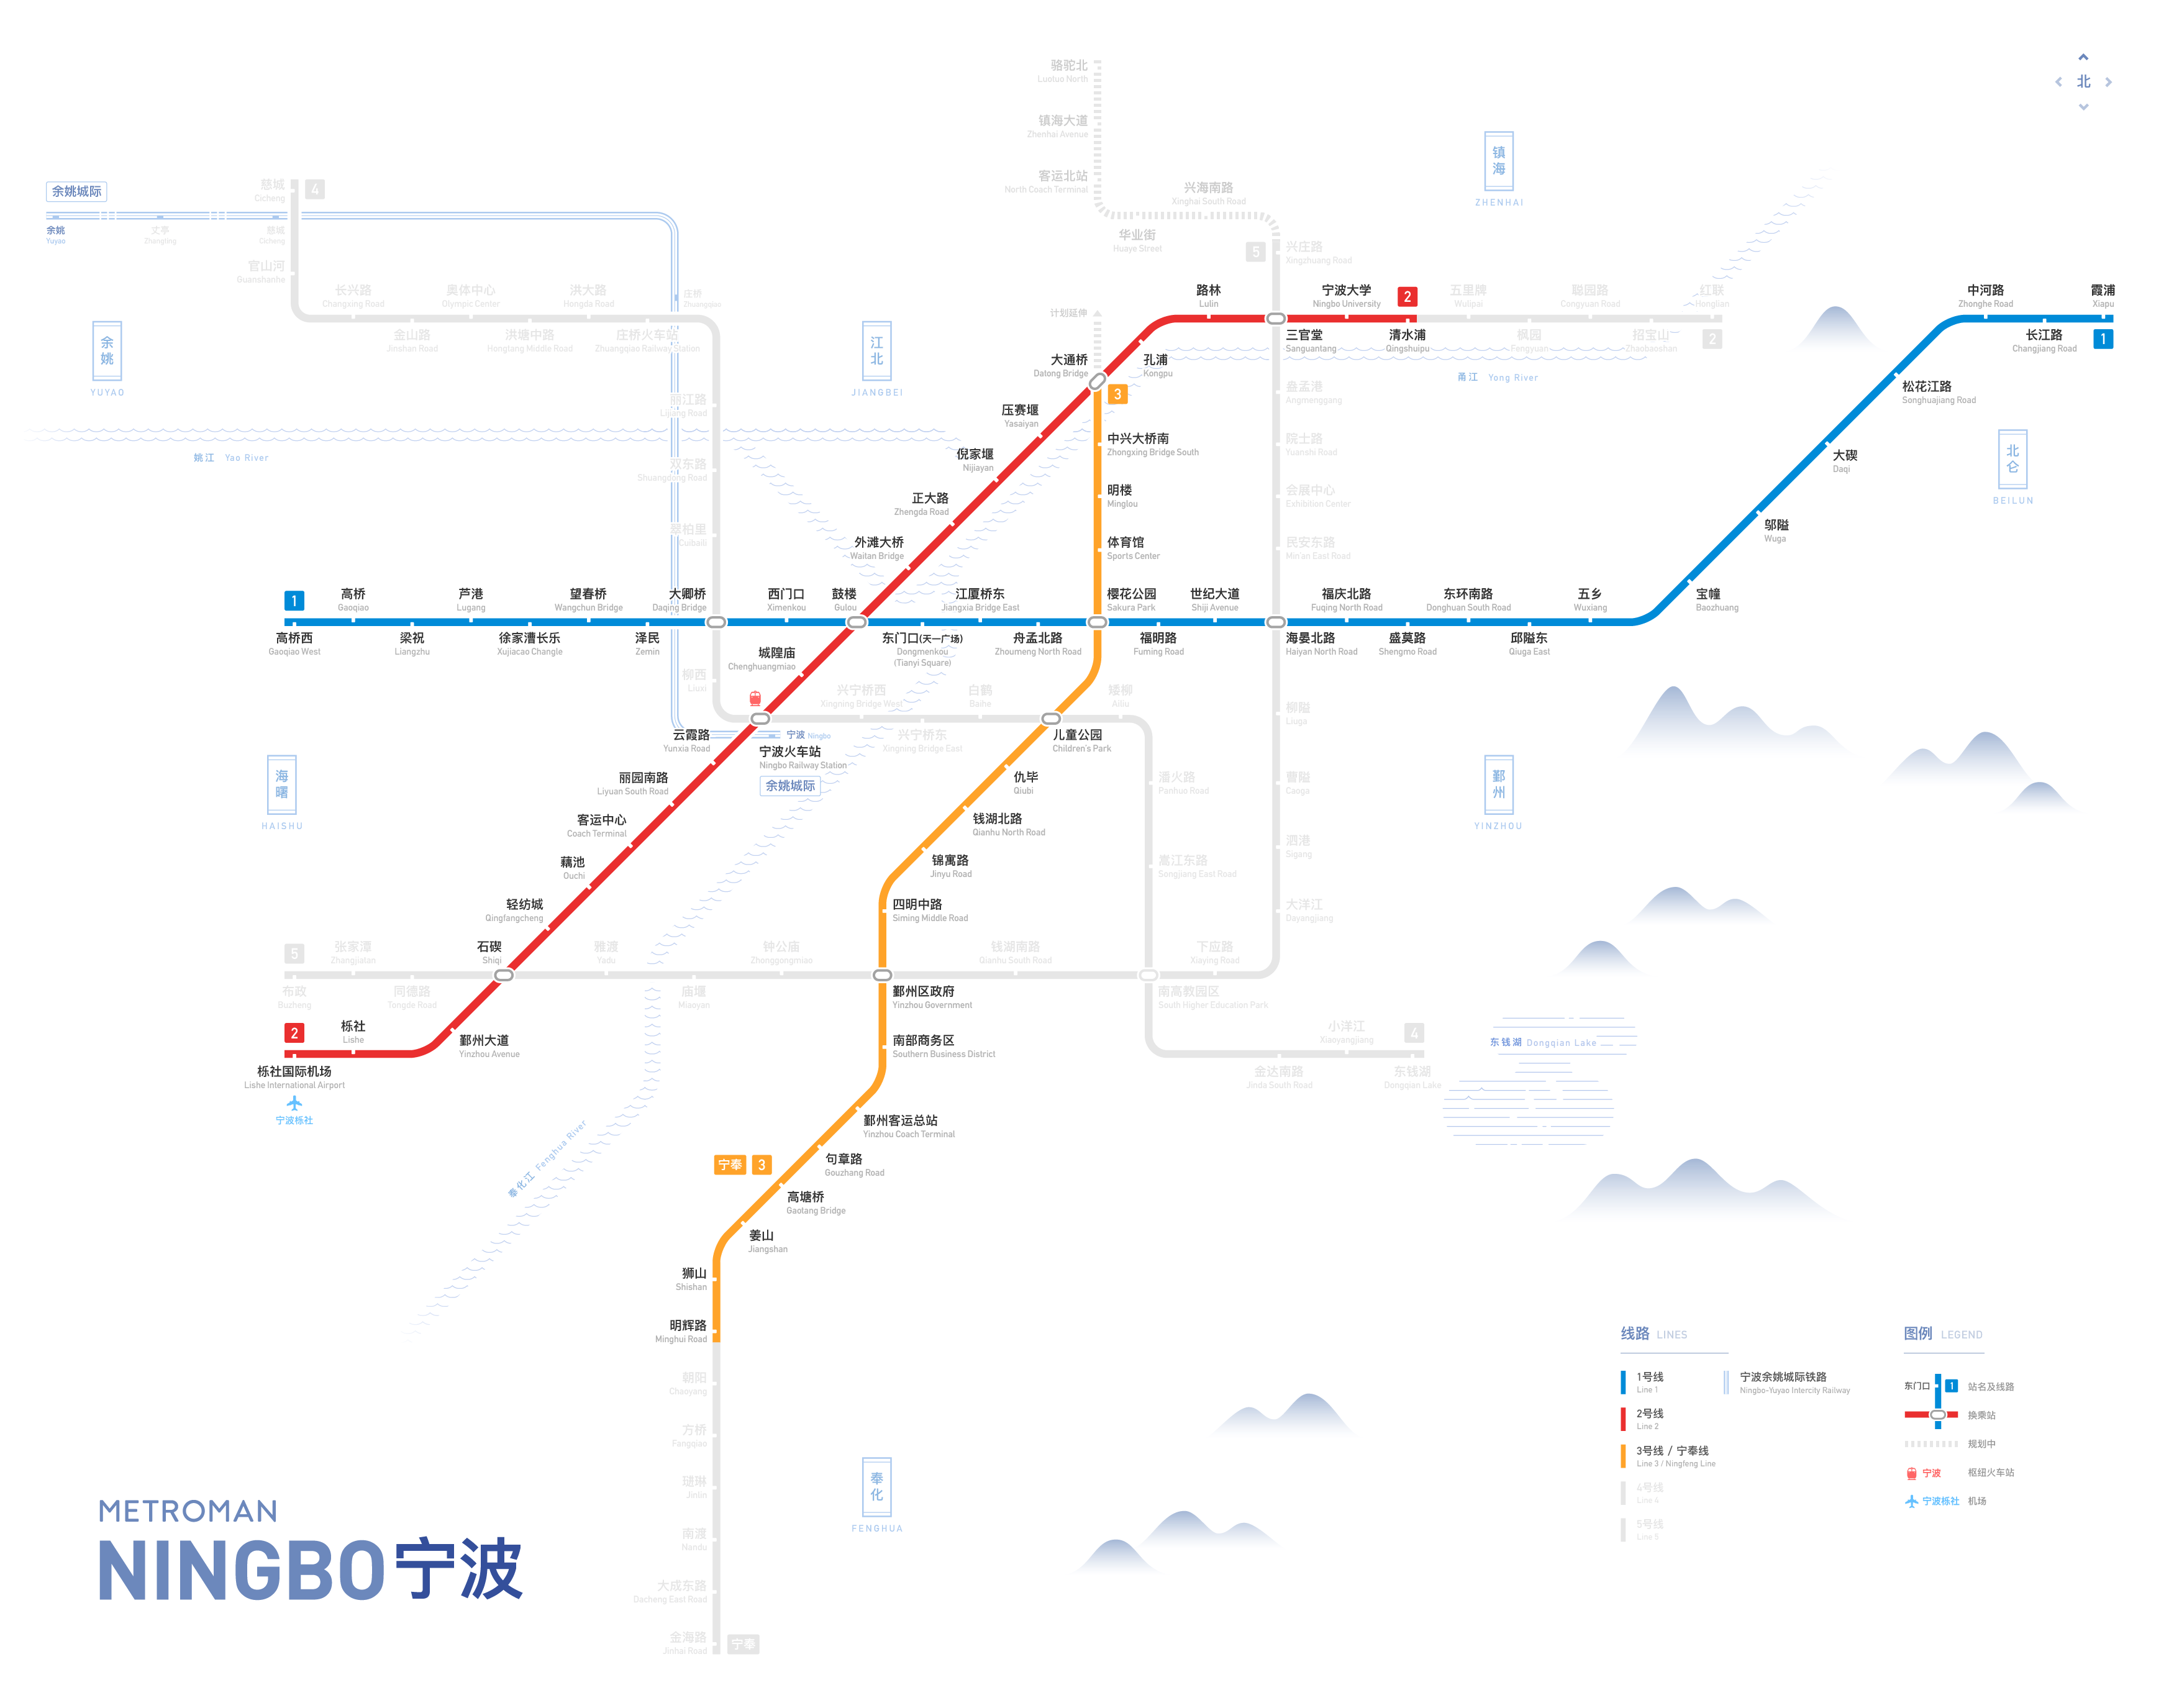 北
骆驼北
Luotuo North
镇海大道
Zhenhai Avenue
客运北站
North Coach Terminal
兴海南路
Xinghai South Road
华业街
Huaye Street
镇海
ZHENHAI
余姚城际
余姚
Yuyao
丈亭
Zhangting
慈城
Cicheng
慈城
Cicheng
4
官山河
Guanshanhe
长兴路
Changxing Road
金山路
Jinshan Road
奥体中心
Olympic Center
洪塘中路
Hongtang Middle Road
洪大路
Hongda Road
庄桥火车站
Zhuangqiao Railway Station
庄桥
Zhuangqiao
5
兴庄路
Xingzhuang Road
计划延伸
路林
Lulin
宁波大学
Ningbo University
2
三官堂
Sanguantang
清水浦
Qingshuipu
五里牌
Wulipai
枫园
Fengyuan
聪园路
Congyuan Road
招宝山
Zhaobaoshan
红联
Honglian
2
中河路
Zhonghe Road
霞浦
Xiapu
长江路
Changjiang Road
1
余姚
YUYAO
江北
JIANGBEI
大通桥
Datong Bridge
孔浦
Kongpu
3
甬江 Yong River
松花江路
Songhuajiang Road
丽江路
Lijiang Road
压赛堰
Yasaiyan
盎孟港
Angmenggang
姚江 Yao River
双东路
Shuangdong Road
倪家堰
Nijiayan
中兴大桥南
Zhongxing Bridge South
院士路
Yuanshi Road
大碶
Daqi
北仑
BEILUN
正大路
Zhengda Road
明楼
Minglou
会展中心
Exhibition Center
邬隘
Wuga
翠柏里
Cuibaili
外滩大桥
Waitan Bridge
体育馆
Sports Center
民安东路
Min'an East Road
1
高桥
Gaoqiao
芦港
Lugang
望春桥
Wangchun Bridge
大卿桥
Daqing Bridge
西门口
Ximenkou
鼓楼
Gulou
江厦桥东
Jiangxia Bridge East
樱花公园
Sakura Park
世纪大道
Shiji Avenue
福庆北路
Fuqing North Road
东环南路
Donghuan South Road
五乡
Wuxiang
宝幢
Baozhuang
高桥西
Gaoqiao West
梁祝
Liangzhu
徐家漕长乐
Xujiacao Changle
泽民
Zemin
东门口(天一广场)
Dongmenkou
(Tianyi Square)
舟孟北路
Zhoumeng North Road
福明路
Fuming Road
海晏北路
Haiyan North Road
盛莫路
Shengmo Road
邱隘东
Qiuga East
城隍庙
Chenghuangmiao
柳西
Liuxi
兴宁桥西
Xingning Bridge West
兴宁桥东
Xingning Bridge East
白鹤
Baihe
矮柳
Ailiu
柳隘
Liuga
云霞路
Yunxia Road
宁波 Ningbo
宁波火车站
Ningbo Railway Station
余姚城际
儿童公园
Children's Park
海曙
HAISHU
丽园南路
Liyuan South Road
仇毕
Qiubi
潘火路
Panhuo Road
曹隘
Caoga
鄞州
YINZHOU
客运中心
Coach Terminal
钱湖北路
Qianhu North Road
泗港
Sigang
藕池
Ouchi
锦寓路
Jinyu Road
嵩江东路
Songjiang East Road
轻纺城
Qingfangcheng
四明中路
Siming Middle Road
大洋江
Dayangjiang
5
张家潭
Zhangjiatan
石碶
Shiqi
雅渡
Yadu
钟公庙
Zhonggongmiao
钱湖南路
Qianhu South Road
下应路
Xiaying Road
布政
Buzheng
同德路
Tongde Road
庙堰
Miaoyan
鄞州区政府
Yinzhou Government
南高教园区
South Higher Education Park
2
栎社
Lishe
鄞州大道
Yinzhou Avenue
南部商务区
Southern Business District
小洋江
Xiaoyangjiang
4
东钱湖 Dongqian Lake
栎社国际机场
Lishe International Airport
宁波栎社
金达南路
Jinda South Road
东钱湖
Dongqian Lake
奉化江 Fenghua River
鄞州客运总站
Yinzhou Coach Terminal
宁奉 3
句章路
Gouzhang Road
高塘桥
Gaotang Bridge
姜山
Jiangshan
狮山
Shishan
明辉路
Minghui Road
朝阳
Chaoyang
方桥
Fangqiao
琎琳
Jinlin
南渡
Nandu
大成东路
Dacheng East Road
金海路
Jinhai Road
宁奉
奉化
FENGHUA
线路 LINES
1号线
Line 1
2号线
Line 2
3号线 / 宁奉线
Line 3 / Ningfeng Line
4号线
Line 4
5号线
Line 5
宁波余姚城际铁路
Ningbo-Yuyao Intercity Railway
图例 LEGEND
东门口 1 站名及线路
换乘站
规划中
宁波 枢纽火车站
宁波栎社 机场
METROMAN
NINGBO宁波